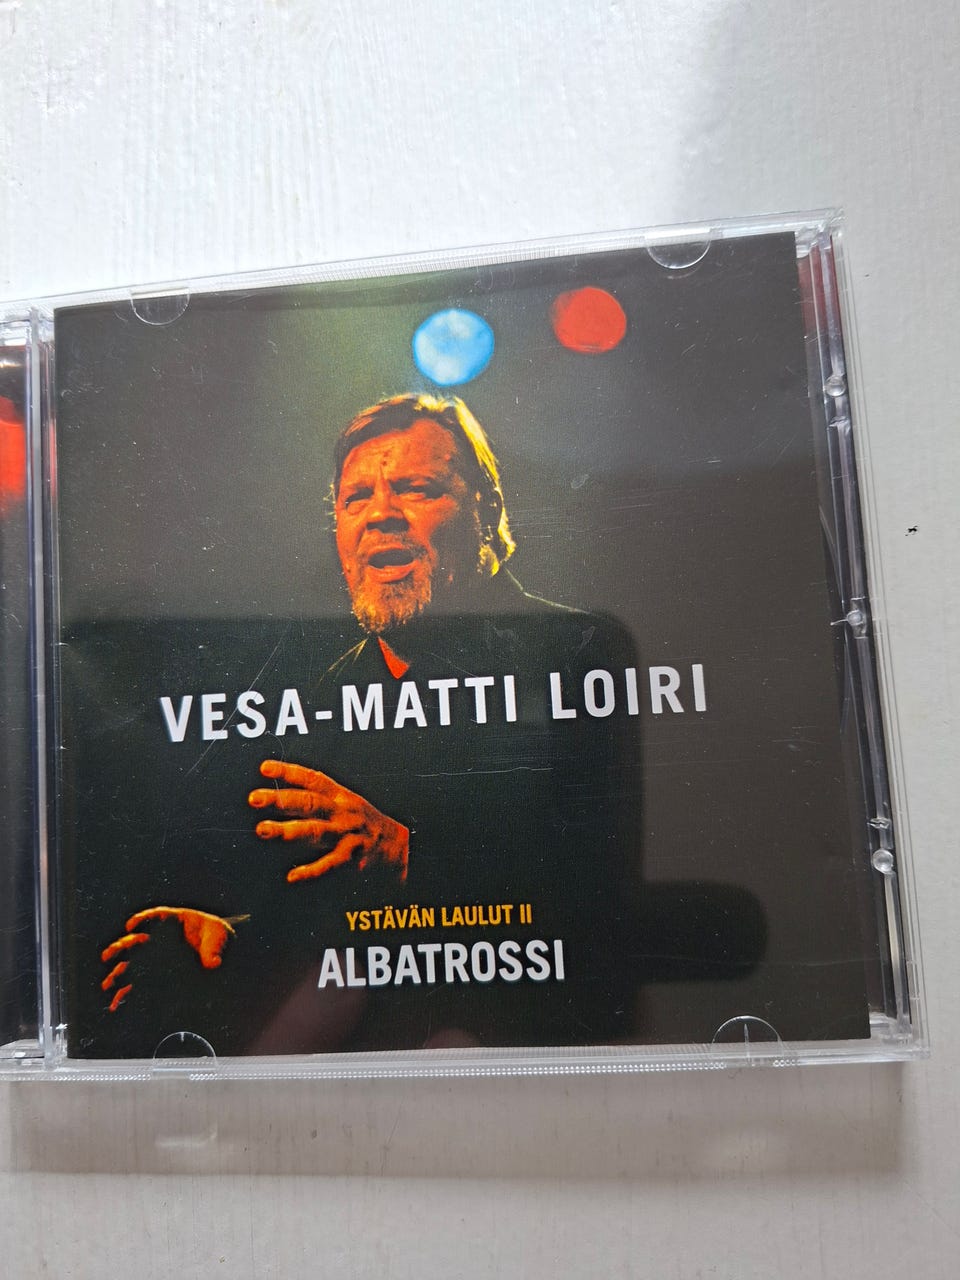 VESA-MATTI LOIRI
YSTÄVÄN LAULUT II
ALBATROSSI